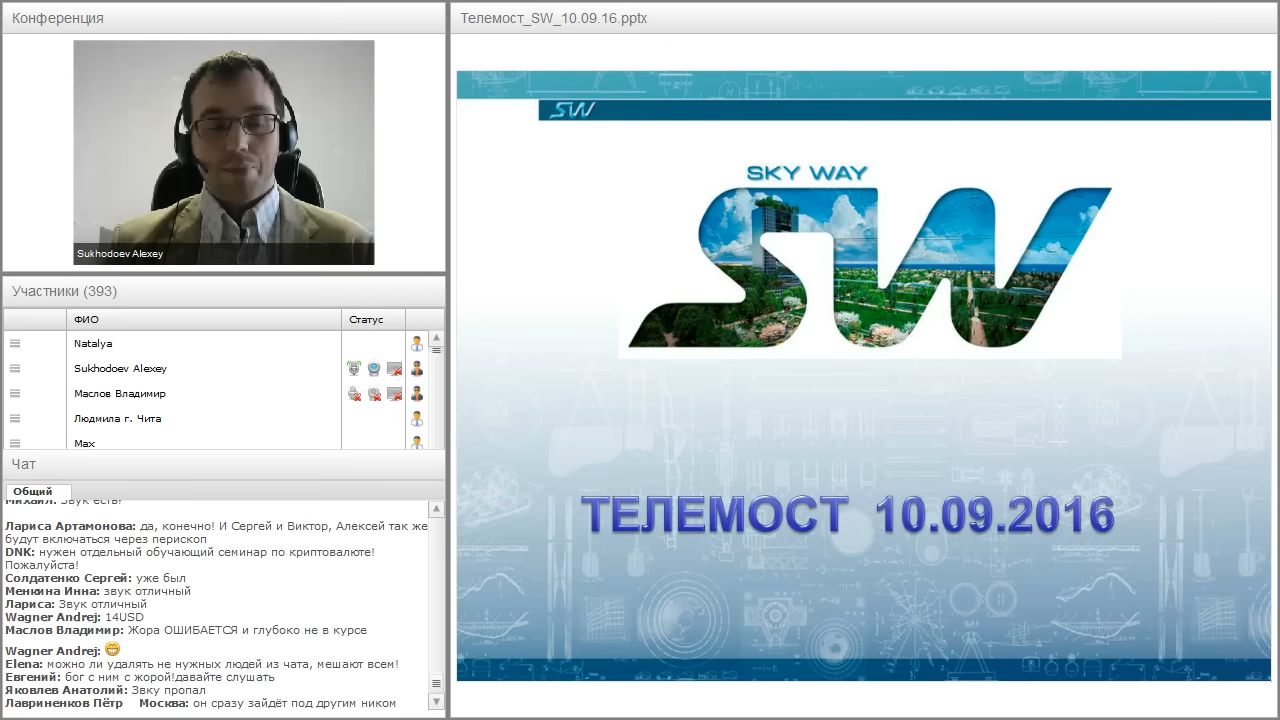 Конференция
Sukhodoev Alexey
Участники (393)
ФИО Статус
Natalya
Sukhodoev Alexey
Маслов Владимир
Людмила г. Чита
Max
Чат
Общий
Михаил: Звук есть?
Лариса Артамонова: да, конечно! И Сергей и Виктор, Алексей так же
будут включаться через перископ
DNK: нужен отдельный обучающий семинар по криптовалюте!
Пожалуйста!
Солдатенко Сергей: уже был
Менкина Инна: звук отличный
Лариса: Звук отличный
Wagner Andrej: 14USD
Маслов Владимир: Жора ОШИБАЕТСЯ и глубоко не в курсе
Wagner Andrej:
Elena: можно ли удалять не нужных людей из чата, мешают всем!
Евгений: бог с ним с жорой!давайте слушать
Яковлев Анатолий: Звку пропал
Лавриненков Пётр Москва: он сразу зайдёт под другим ником
Телемост_SW_10.09.16.pptx
SW
SKY WAY
SW
ТЕЛЕМОСТ 10.09.2016